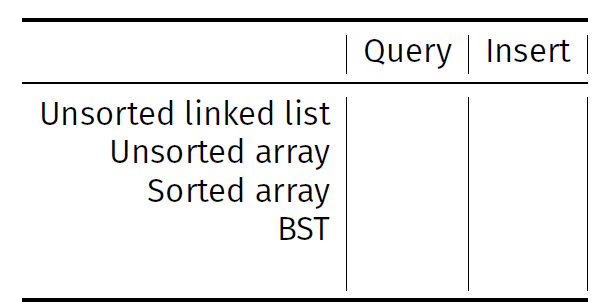 Query Insert
Unsorted linked list
Unsorted array
Sorted array
BST